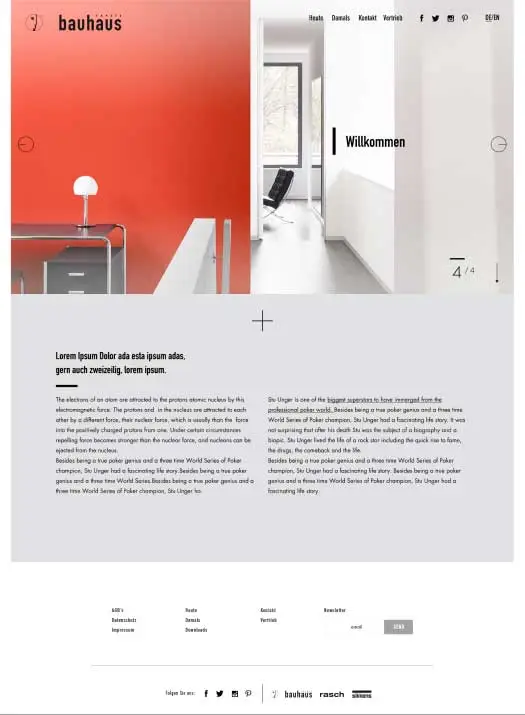 TAPETE
bauhaus
Heute Damals Kontakt Vertrieb DE/EN
Willkommen
4 / 4
Lorem Ipsum Dolor ada esta ipsum adas,
gern auch zweizeilig, lorem ipsum.
The electrons of an atom are attracted to the protons atomic nucleus by this
electromagnetic force. The protons and in the nucleus are attracted to each
other by a different force, their nuclear force, which is usually than the force
into the positively charged protons from one. Under certain circumstances
repelling force becomes stronger than the nuclear force, and nucleons can be
ejected from the nucleus.
Besides being a true poker genius and a three time World Series of Poker
champion, Stu Unger had a fascinating life story.Besides being a true poker
genius and a three time World Series of Poker.Besides being a true poker genius and a
three time World Series of Poker champion, Stu Unger ha.
Stu Unger is one of the biggest superstars to have immerged from the
professional poker world. Besides being a true poker genius and a three time
World Series of Poker champion, Stu Unger had a fascinating life story. It was
not surprising that after his death Stu was the subject of a biography and a
biopic. Stu Unger lived the life of a rock star including the quick rise to fame,
the drugs, the comeback and the life.
Besides being a true poker genius and a three time World Series of Poker
champion, Stu Unger had a fascinating life story. Besides being a true poker
genius and a three time World Series of Poker champion, Stu Unger had a
fascinating life story.
AGB's
Datenschutz
Impressum
Heute
Damals
Downloads
Kontakt
Vertrieb
Newsletter
email SEND
Folgen Sie uns: bauhaus rasch